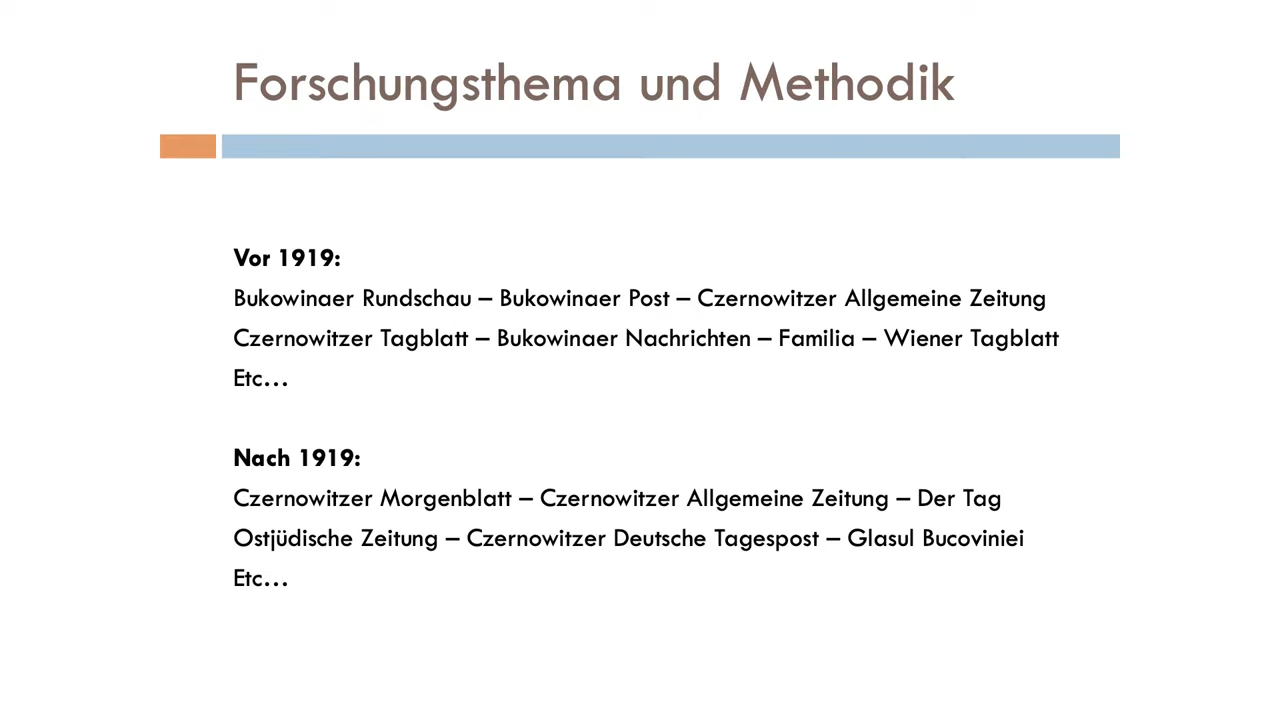 Forschungsthema und Methodik
Vor 1919:
Bukowinaer Rundschau – Bukowinaer Post – Czernowitzer Allgemeine Zeitung
Czernowitzer Tagblatt – Bukowinaer Nachrichten – Familia – Wiener Tagblatt
Etc…
Nach 1919:
Czernowitzer Morgenblatt – Czernowitzer Allgemeine Zeitung – Der Tag
Ostjüdische Zeitung – Czernowitzer Deutsche Tagespost – Glasul Bucoviniei
Etc…